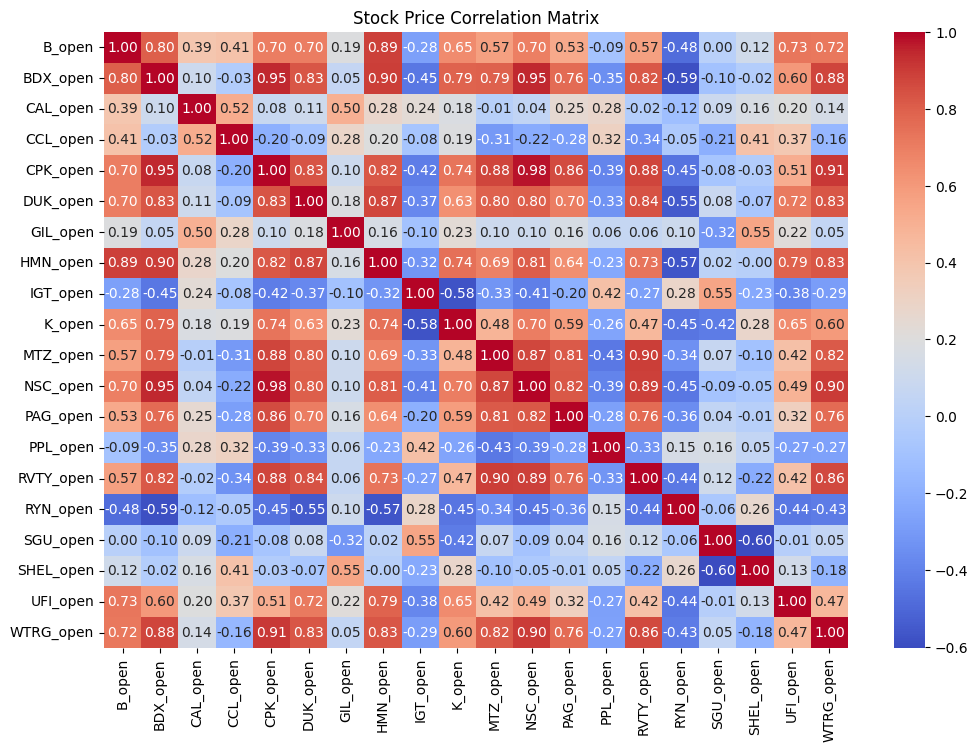 Stock Price Correlation Matrix
B_open 1.00 0.80 0.39 0.41 0.70 0.70 0.19 0.89 -0.28 0.65 0.57 0.70 0.53 -0.09 0.57 -0.48 0.00 0.12 0.73 0.72
BDX_open 0.80 1.00 0.10 -0.03 0.95 0.83 0.05 0.90 -0.45 0.79 0.79 0.95 0.76 -0.35 0.82 -0.59 -0.10 -0.02 0.60 0.88
CAL_open 0.39 0.10 1.00 0.52 0.08 0.11 0.50 0.28 0.24 0.18 -0.01 0.04 0.25 0.28 -0.02 -0.12 0.09 0.16 0.20 0.14
CCL_open 0.41 -0.03 0.52 1.00 -0.20 -0.09 0.28 0.20 -0.08 0.19 -0.31 -0.22 -0.28 0.32 -0.34 -0.05 -0.21 0.41 0.37 -0.16
CPK_open 0.70 0.95 0.08 -0.20 1.00 0.83 0.10 0.82 -0.42 0.74 0.88 0.98 0.86 -0.39 0.88 -0.45 -0.08 -0.03 0.51 0.91
DUK_open 0.70 0.83 0.11 -0.09 0.83 1.00 0.18 0.87 -0.37 0.63 0.80 0.80 0.70 -0.33 0.84 -0.55 0.08 -0.07 0.72 0.83
GIL_open 0.19 0.05 0.50 0.28 0.10 0.18 1.00 0.16 -0.10 0.23 0.10 0.10 0.16 0.06 0.06 0.10 -0.32 0.55 0.22 0.05
HMN_open 0.89 0.90 0.28 0.20 0.82 0.87 0.16 1.00 -0.32 0.74 0.69 0.81 0.64 -0.23 0.73 -0.57 0.02 -0.00 0.79 0.83
IGT_open -0.28 -0.45 0.24 -0.08 -0.42 -0.37 -0.10 -0.32 1.00 -0.58 -0.33 -0.41 -0.20 0.42 -0.27 0.28 0.55 -0.23 -0.38 -0.29
K_open 0.65 0.79 0.18 0.19 0.74 0.63 0.23 0.74 -0.58 1.00 0.48 0.70 0.59 -0.26 0.47 -0.45 -0.42 0.28 0.65 0.60
MTZ_open 0.57 0.79 -0.01 -0.31 0.88 0.80 0.10 0.69 -0.33 0.48 1.00 0.87 0.81 -0.43 0.90 -0.34 0.07 -0.10 0.42 0.82
NSC_open 0.70 0.95 0.04 -0.22 0.98 0.80 0.10 0.81 -0.41 0.70 0.87 1.00 0.82 -0.39 0.89 -0.45 -0.09 -0.05 0.49 0.90
PAG_open 0.53 0.76 0.25 -0.28 0.86 0.70 0.16 0.64 -0.20 0.59 0.81 0.82 1.00 -0.28 0.76 -0.36 0.04 -0.01 0.32 0.76
PPL_open -0.09 -0.35 0.28 0.32 -0.39 -0.33 0.06 -0.23 0.42 -0.26 -0.43 -0.39 -0.28 1.00 -0.33 0.15 0.16 0.05 -0.27 -0.27
RVTY_open 0.57 0.82 -0.02 -0.34 0.88 0.84 0.06 0.73 -0.27 0.47 0.90 0.89 0.76 -0.33 1.00 -0.44 0.12 -0.22 0.42 0.86
RYN_open -0.48 -0.59 -0.12 -0.05 -0.45 -0.55 0.10 -0.57 0.28 -0.45 -0.34 -0.45 -0.36 0.15 -0.44 1.00 -0.06 0.26 -0.44 -0.43
SGU_open 0.00 -0.10 0.09 -0.21 -0.08 0.08 -0.32 0.02 0.55 -0.42 0.07 -0.09 0.04 0.16 0.12 -0.06 1.00 -0.60 -0.01 0.05
SHEL_open 0.12 -0.02 0.16 0.41 -0.03 -0.07 0.55 -0.00 -0.23 0.28 -0.10 -0.05 -0.01 0.05 -0.22 0.26 -0.60 1.00 0.13 -0.18
UFI_open 0.73 0.60 0.20 0.37 0.51 0.72 0.22 0.79 -0.38 0.65 0.42 0.49 0.32 -0.27 0.42 -0.44 -0.01 0.13 1.00 0.47
WTRG_open 0.72 0.88 0.14 -0.16 0.91 0.83 0.05 0.83 -0.29 0.60 0.82 0.90 0.76 -0.27 0.86 -0.43 0.05 -0.18 0.47 1.00
B_open BDX_open CAL_open CCL_open CPK_open DUK_open GIL_open HMN_open IGT_open K_open MTZ_open NSC_open PAG_open PPL_open RVTY_open RYN_open SGU_open SHEL_open UFI_open WTRG_open
1.0
0.8
0.6
0.4
0.2
0.0
−0.2
−0.4
−0.6